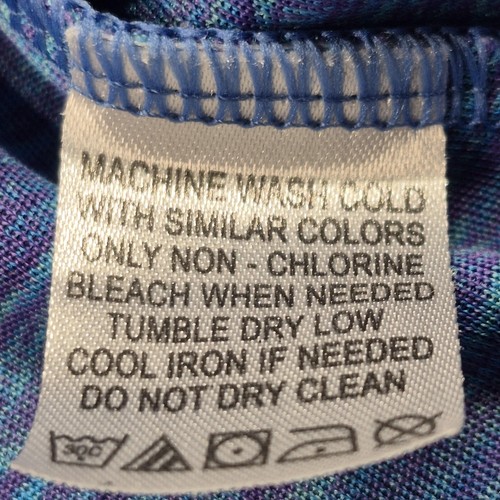 MACHINE WASH COLD
WITH SIMILAR COLORS
ONLY NON - CHLORINE
BLEACH WHEN NEEDED
TUMBLE DRY LOW
COOL IRON IF NEEDED
DO NOT DRY CLEAN
30C